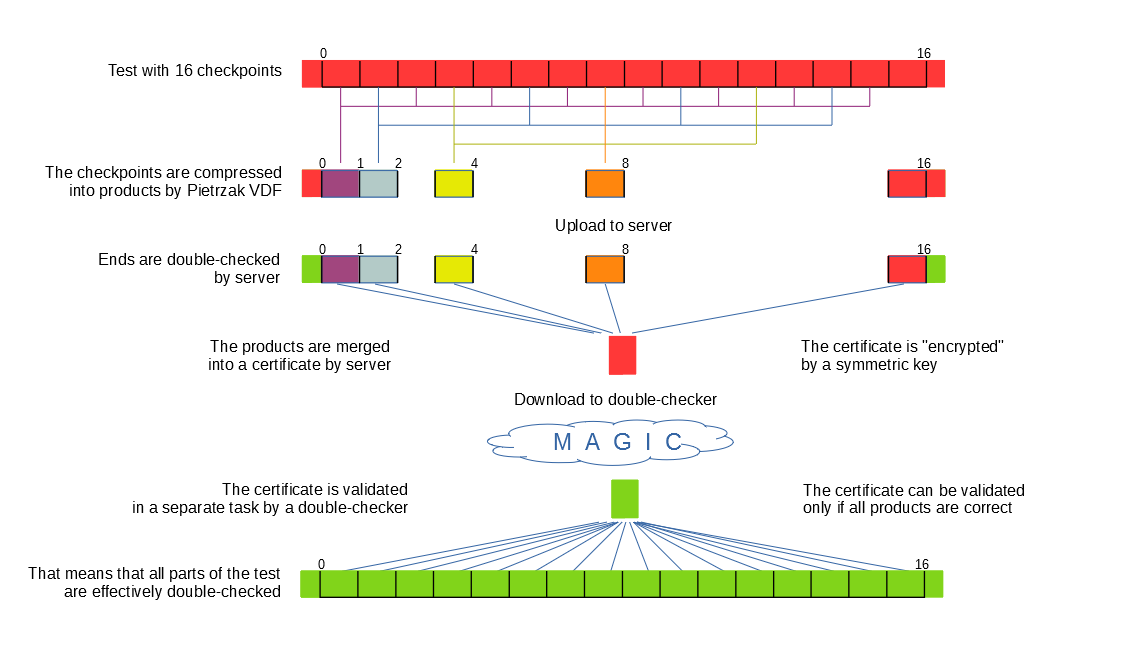 0 16
Test with 16 checkpoints
0 1 2 4 8 16
The checkpoints are compressed
into products by Pietrzak VDF
Upload to server
0 1 2 4 8 16
Ends are double-checked
by server
The products are merged
into a certificate by server
The certificate is "encrypted"
by a symmetric key
Download to double-checker
M A G I C
The certificate is validated
in a separate task by a double-checker
The certificate can be validated
only if all products are correct
0 16
That means that all parts of the test
are effectively double-checked